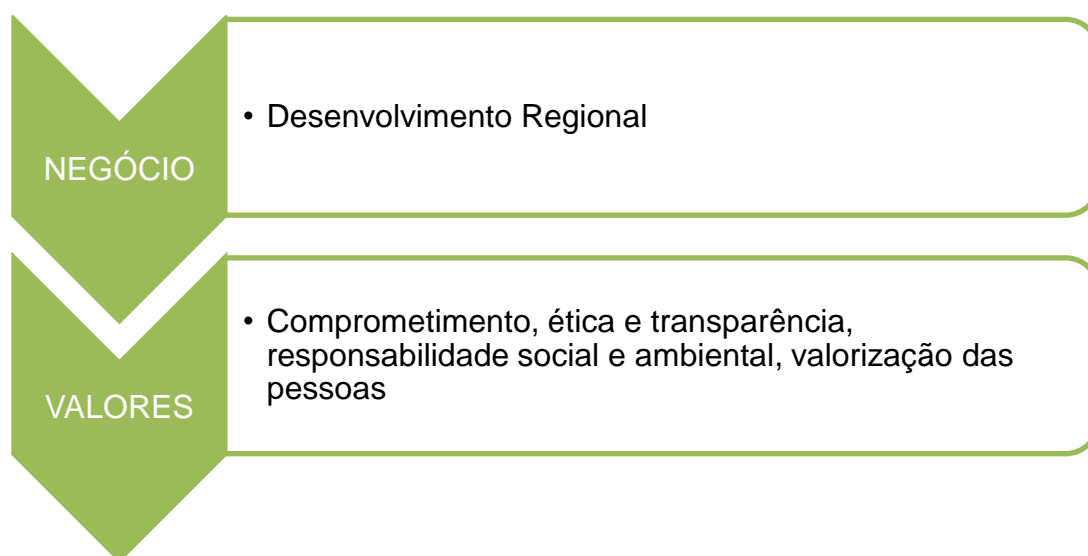 NEGÓCIO
• Desenvolvimento Regional
VALORES
• Comprometimento, ética e transparência,
responsabilidade social e ambiental, valorização das
pessoas